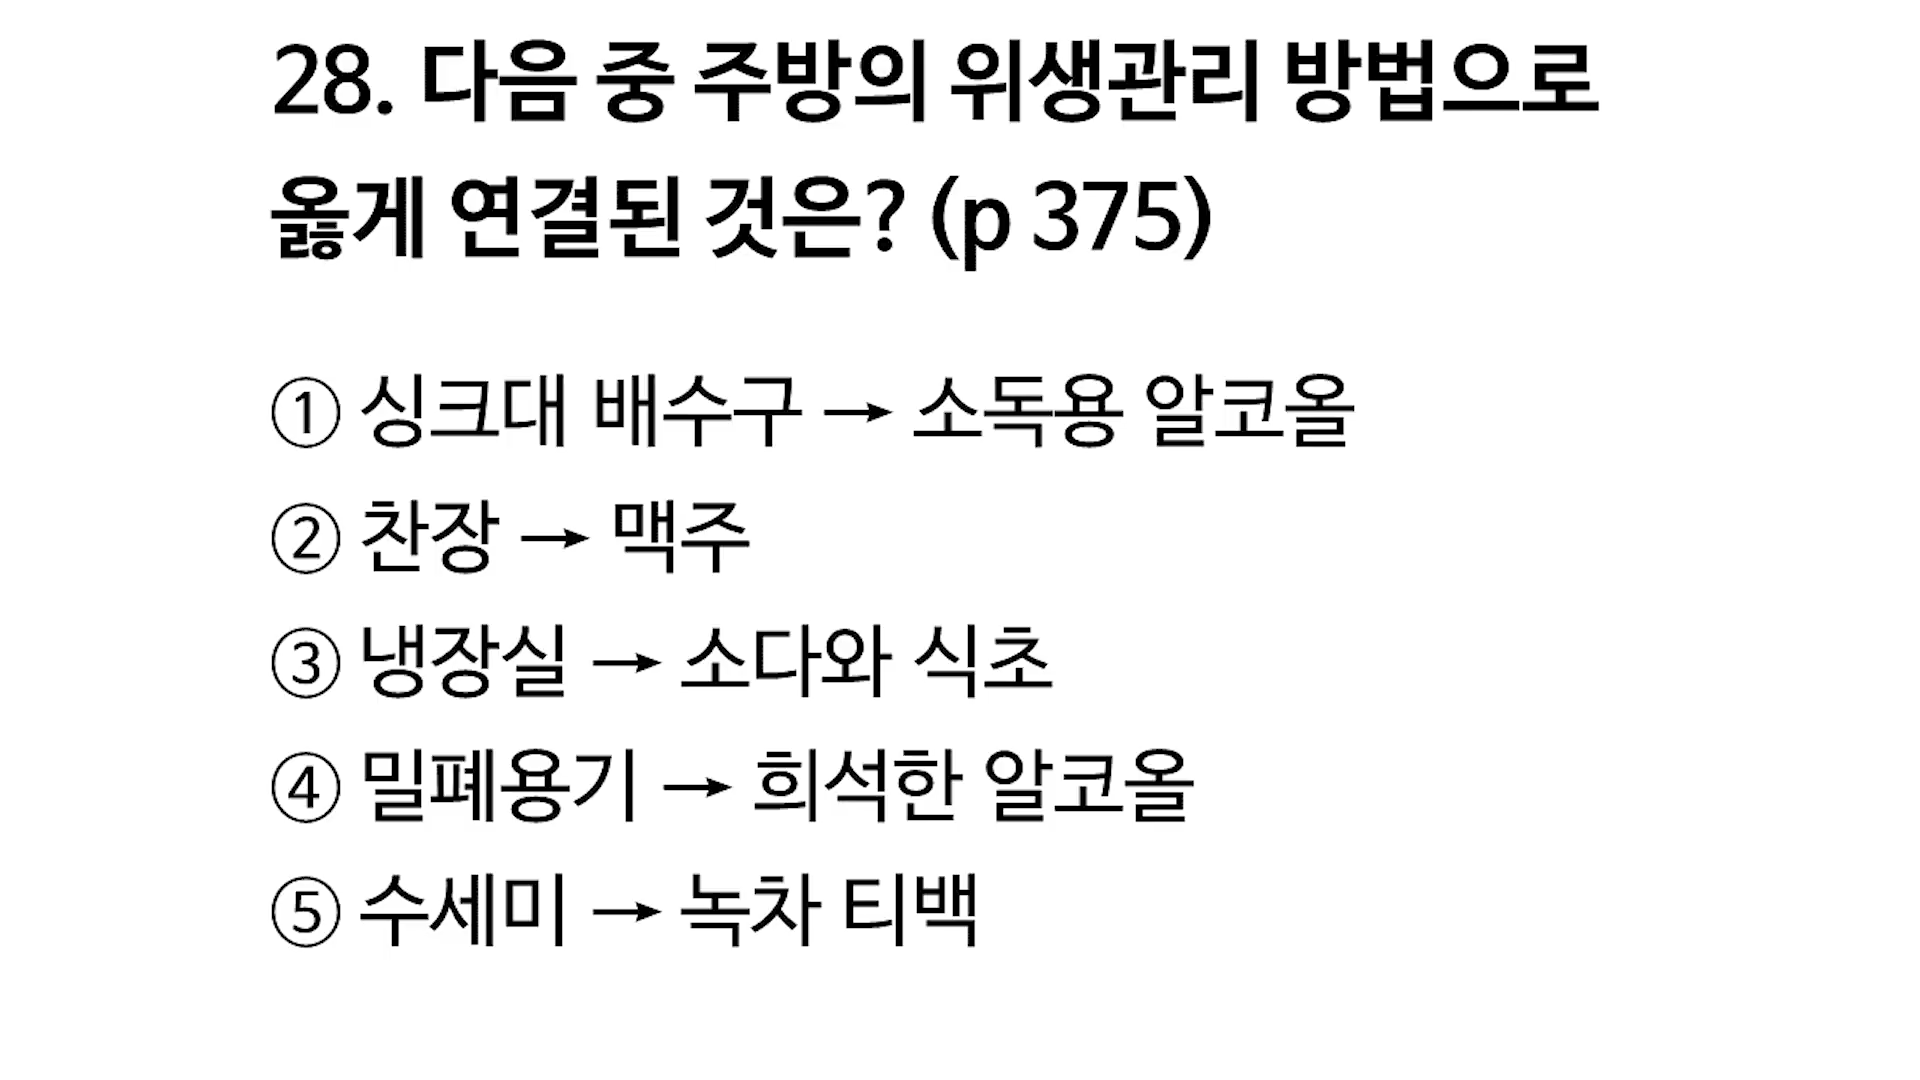 28. 다음 중 주방의 위생관리 방법으로
옳게 연결된 것은? (p 375)
① 싱크대 배수구 → 소독용 알코올
② 찬장 → 맥주
③ 냉장실 → 소다와 식초
④ 밀폐용기 → 희석한 알코올
⑤ 수세미 → 녹차 티백